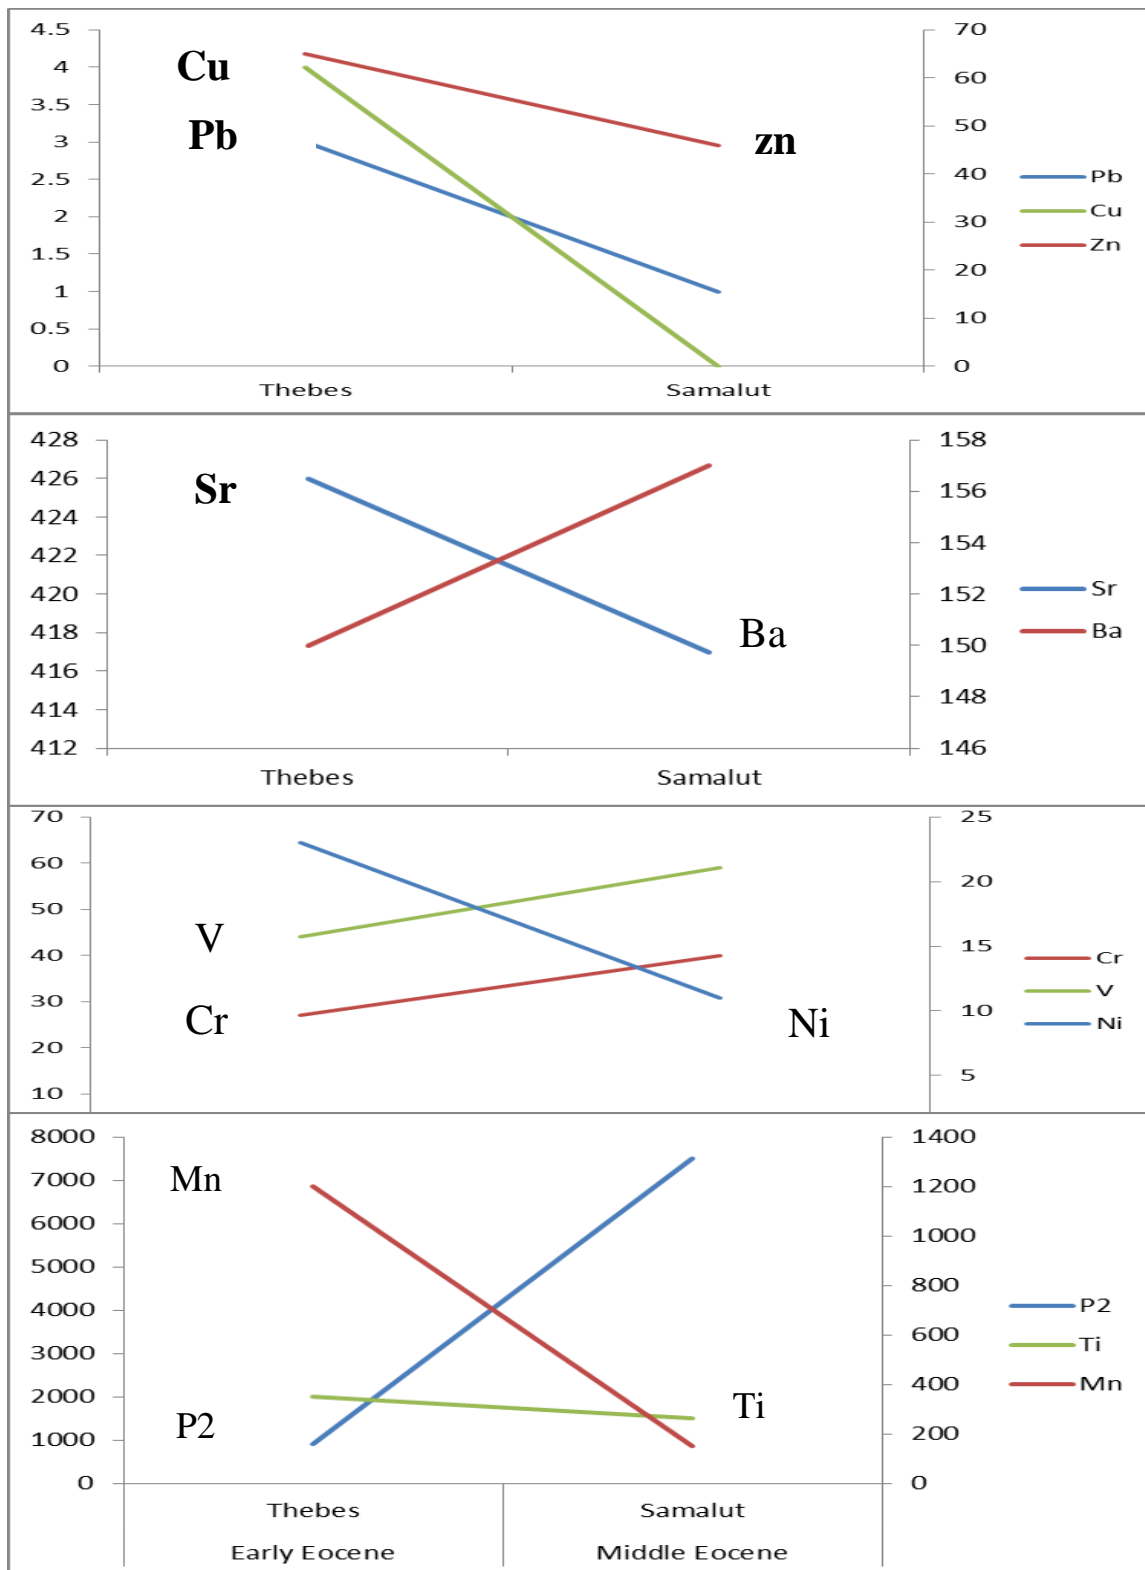 4.5 70
Cu
4 60
3.5
50
Pb
3 zn
2.5 40
Pb
2 30
Cu
1.5 20
Zn
1
10
0.5
0 0
Thebes Samalut
428 158
426 Sr 156
424
154
422
420 152
Sr
418 Ba 150
Ba
416
148
414
412 146
Thebes Samalut
70 25
60 20
50
V 15
40
Cr
30 10
V
Cr Ni
Ni
20
10 5
8000 1400
7000 Mn 1200
6000 1000
5000
800
4000
P2
600
3000
Ti
400
2000 Ti
Mn
P2
1000 200
0 0
Thebes Samalut
Early Eocene Middle Eocene